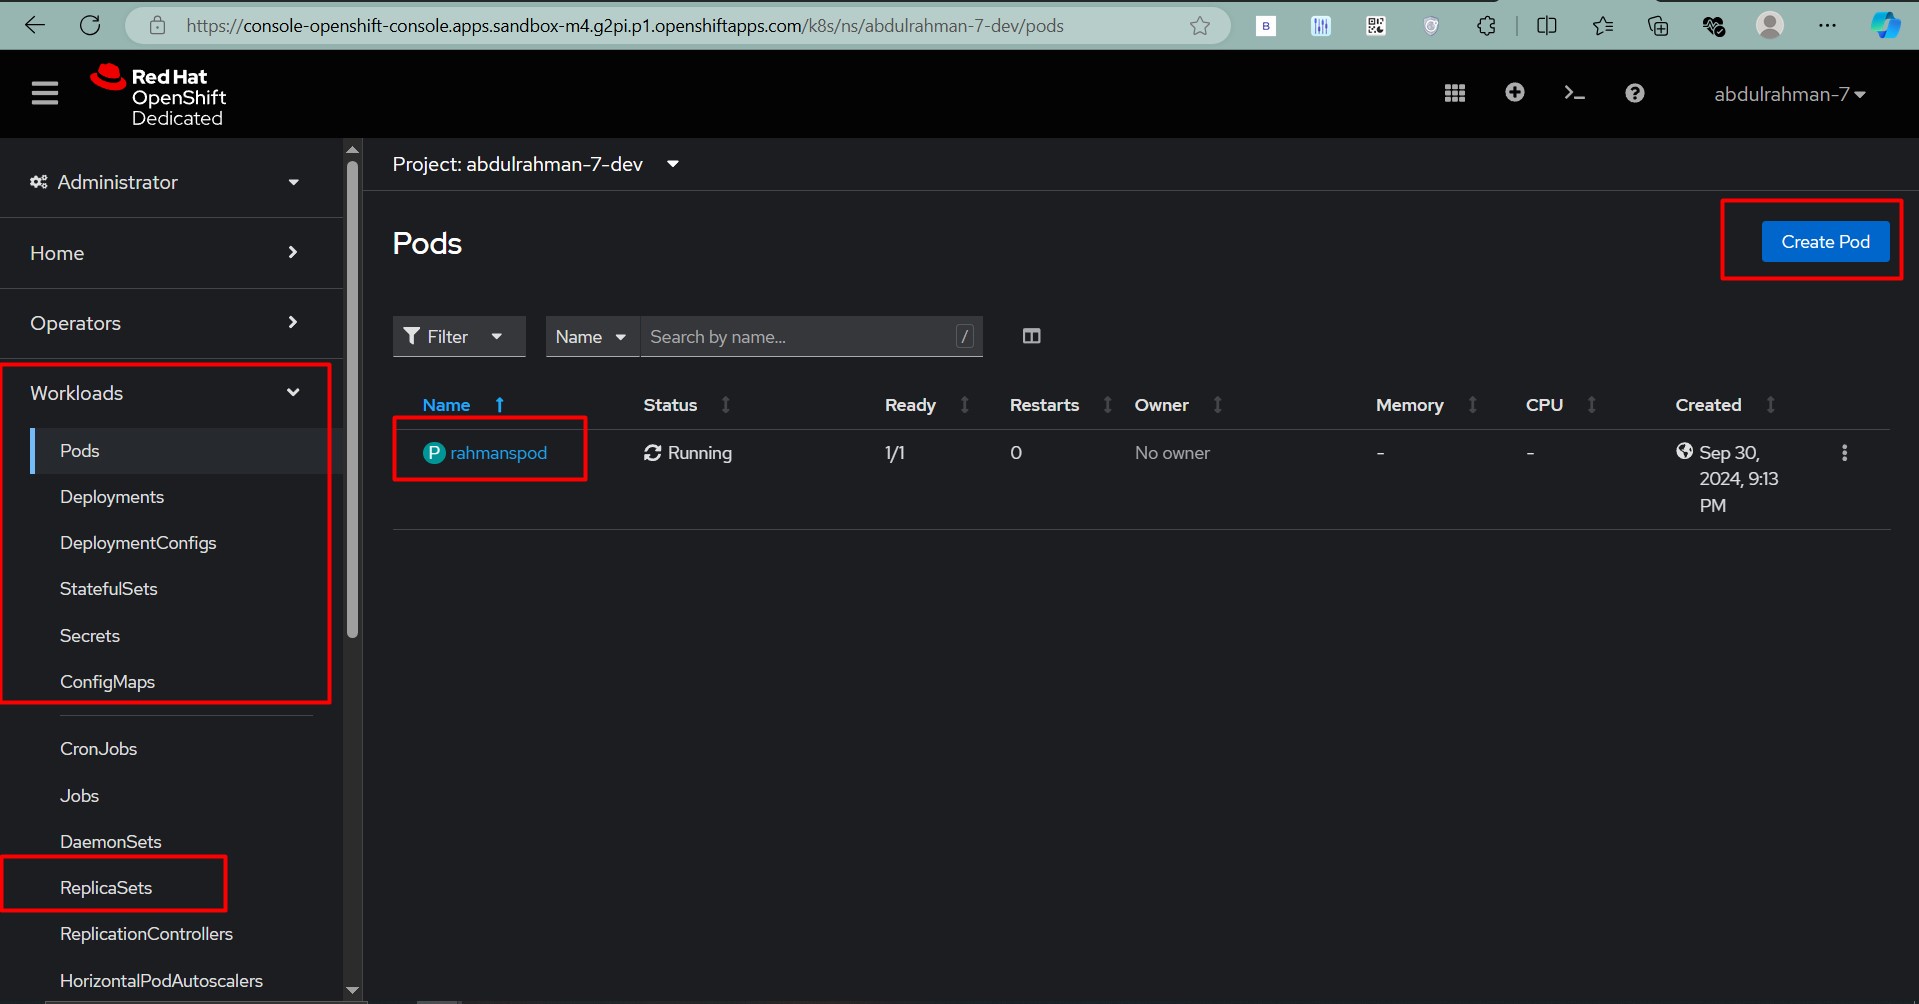 https://console-openshift-console.apps.sandbox-m4.g2pi.p1.openshiftapps.com/k8s/ns/abdulrahman-7-dev/pods
B
Red Hat
OpenShift
Dedicated
abdulrahman-7
Administrator
Home
Operators
Workloads
Pods
Deployments
DeploymentConfigs
StatefulSets
Secrets
ConfigMaps
CronJobs
Jobs
DaemonSets
ReplicaSets
ReplicationControllers
HorizontalPodAutoscalers
Project: abdulrahman-7-dev
Pods
Create Pod
Filter
Name
Search by name...
/
Name Status Ready Restarts Owner Memory CPU Created
P rahmanspod Running 1/1 0 No owner - - Sep 30,
2024, 9:13
PM